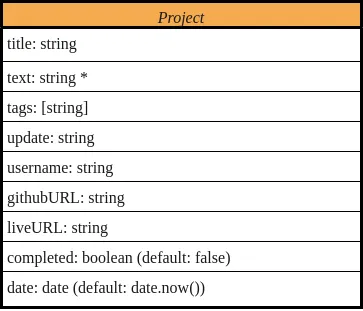 Project
title: string
text: string *
tags: [string]
update: string
username: string
githubURL: string
liveURL: string
completed: boolean (default: false)
date: date (default: date.now())